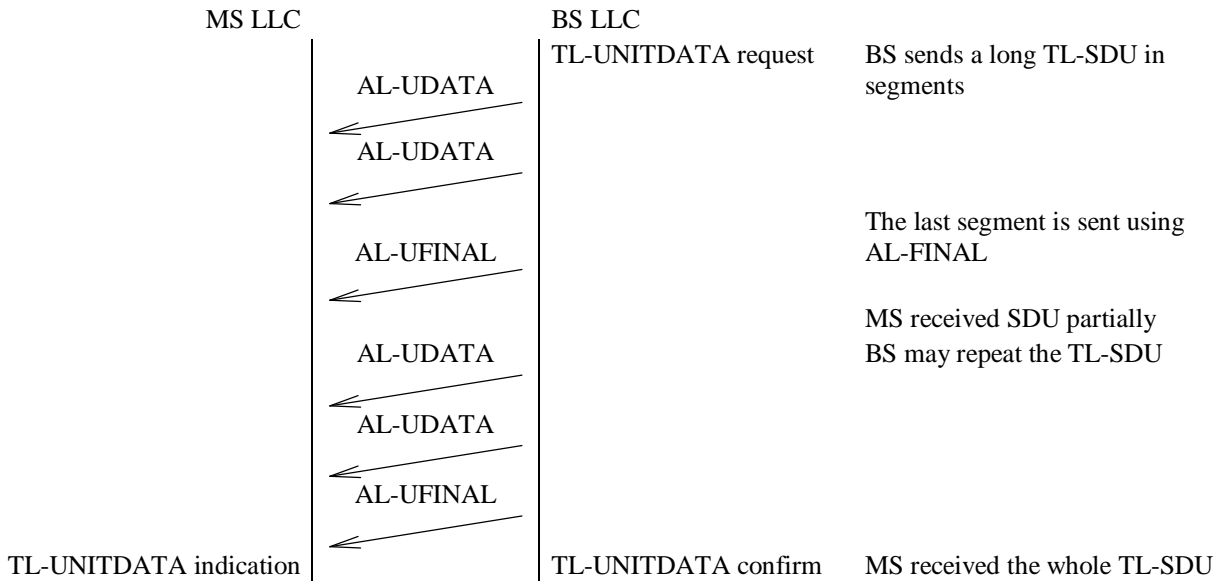 MS LLC BS LLC
TL-UNITDATA request BS sends a long TL-SDU in
AL-UDATA segments
AL-UDATA
The last segment is sent using
AL-UFINAL AL-FINAL
MS received SDU partially
AL-UDATA BS may repeat the TL-SDU
AL-UDATA
AL-UFINAL
TL-UNITDATA indication TL-UNITDATA confirm MS received the whole TL-SDU